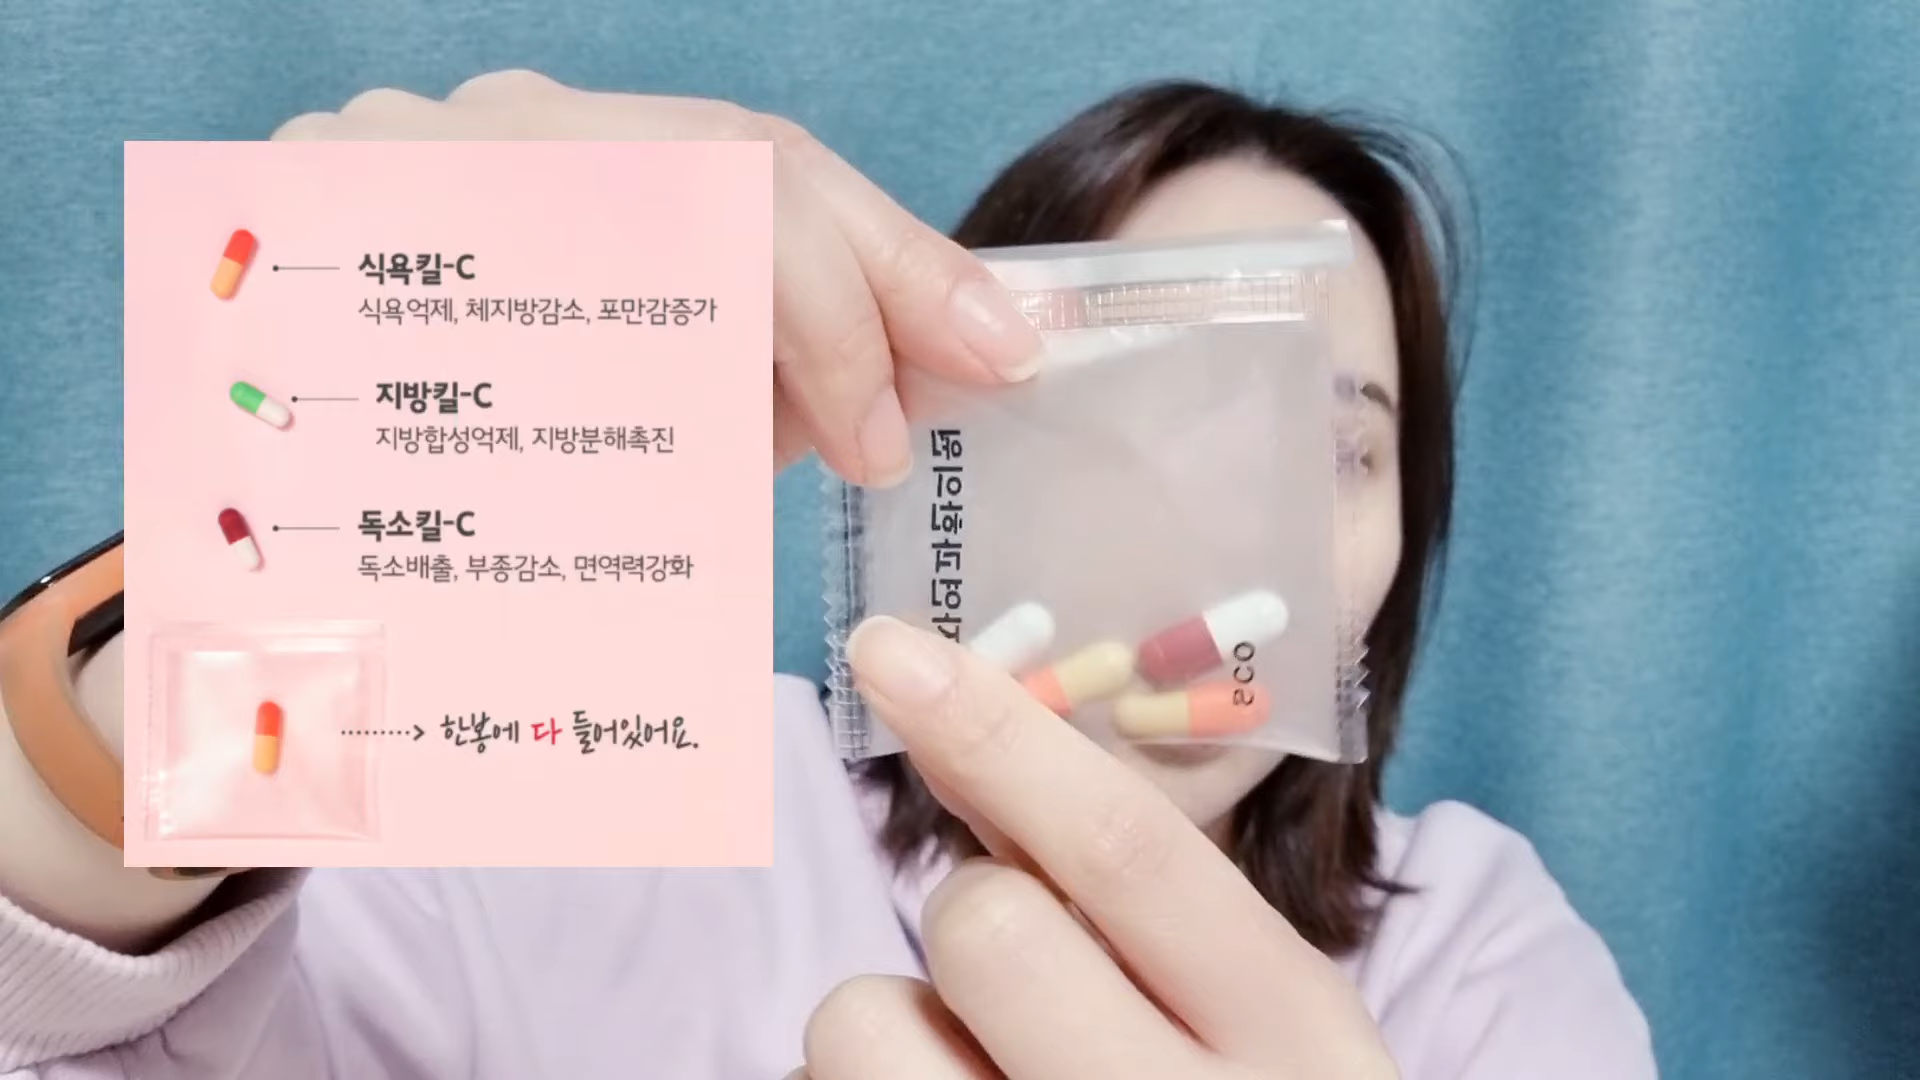 식욕킬-C
식욕억제, 체지방감소, 포만감증가
지방킬-C
지방합성억제, 지방분해촉진
독소킬-C
독소배출, 부종감소, 면역력강화
한봉에 다 들어있어요.
eco